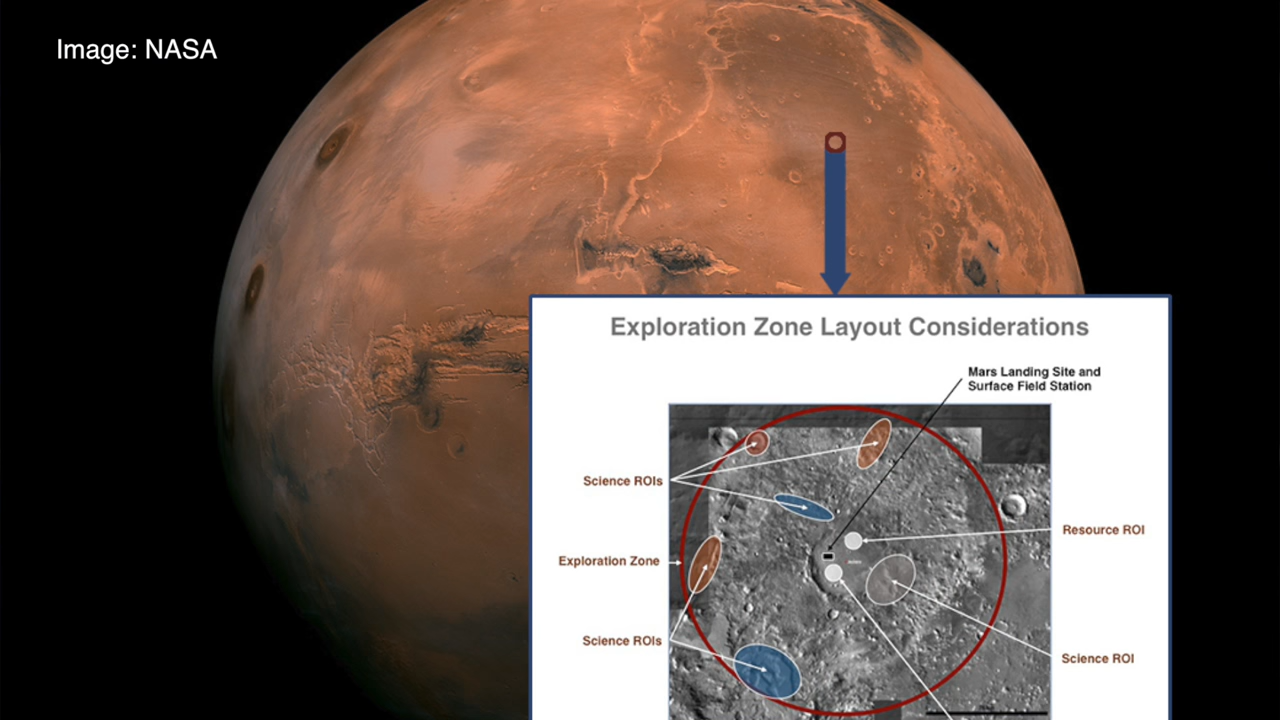 Image: NASA
Exploration Zone Layout Considerations
Mars Landing Site and
Surface Field Station
Science ROIs
Resource ROI
Exploration Zone
Science ROIs
Science ROI